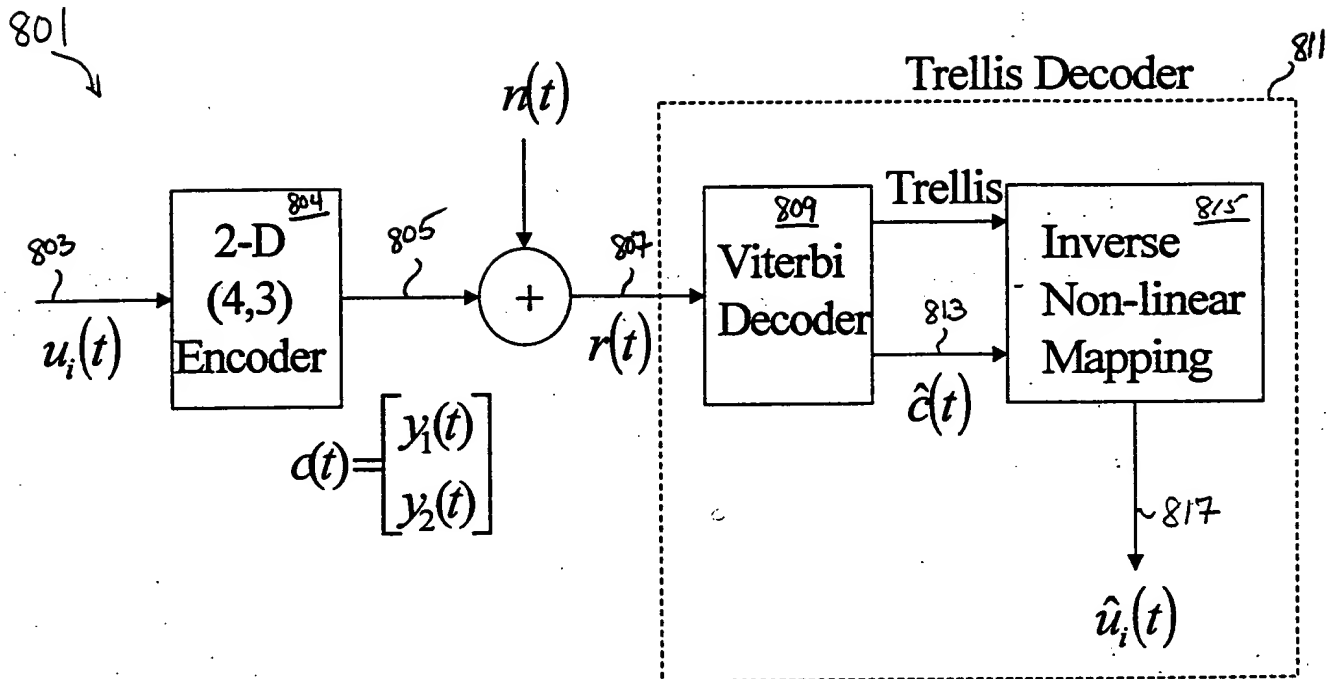 801
811
Trellis Decoder
n(t)
804
2-D
(4,3)
Encoder
803
u_i(t)
805
+
807
r(t)
809
Viterbi
Decoder
Trellis
813
ĉ(t)
815
Inverse
Non-linear
Mapping
c(t)=[y_1(t)
y_2(t)]
817
û_i(t)